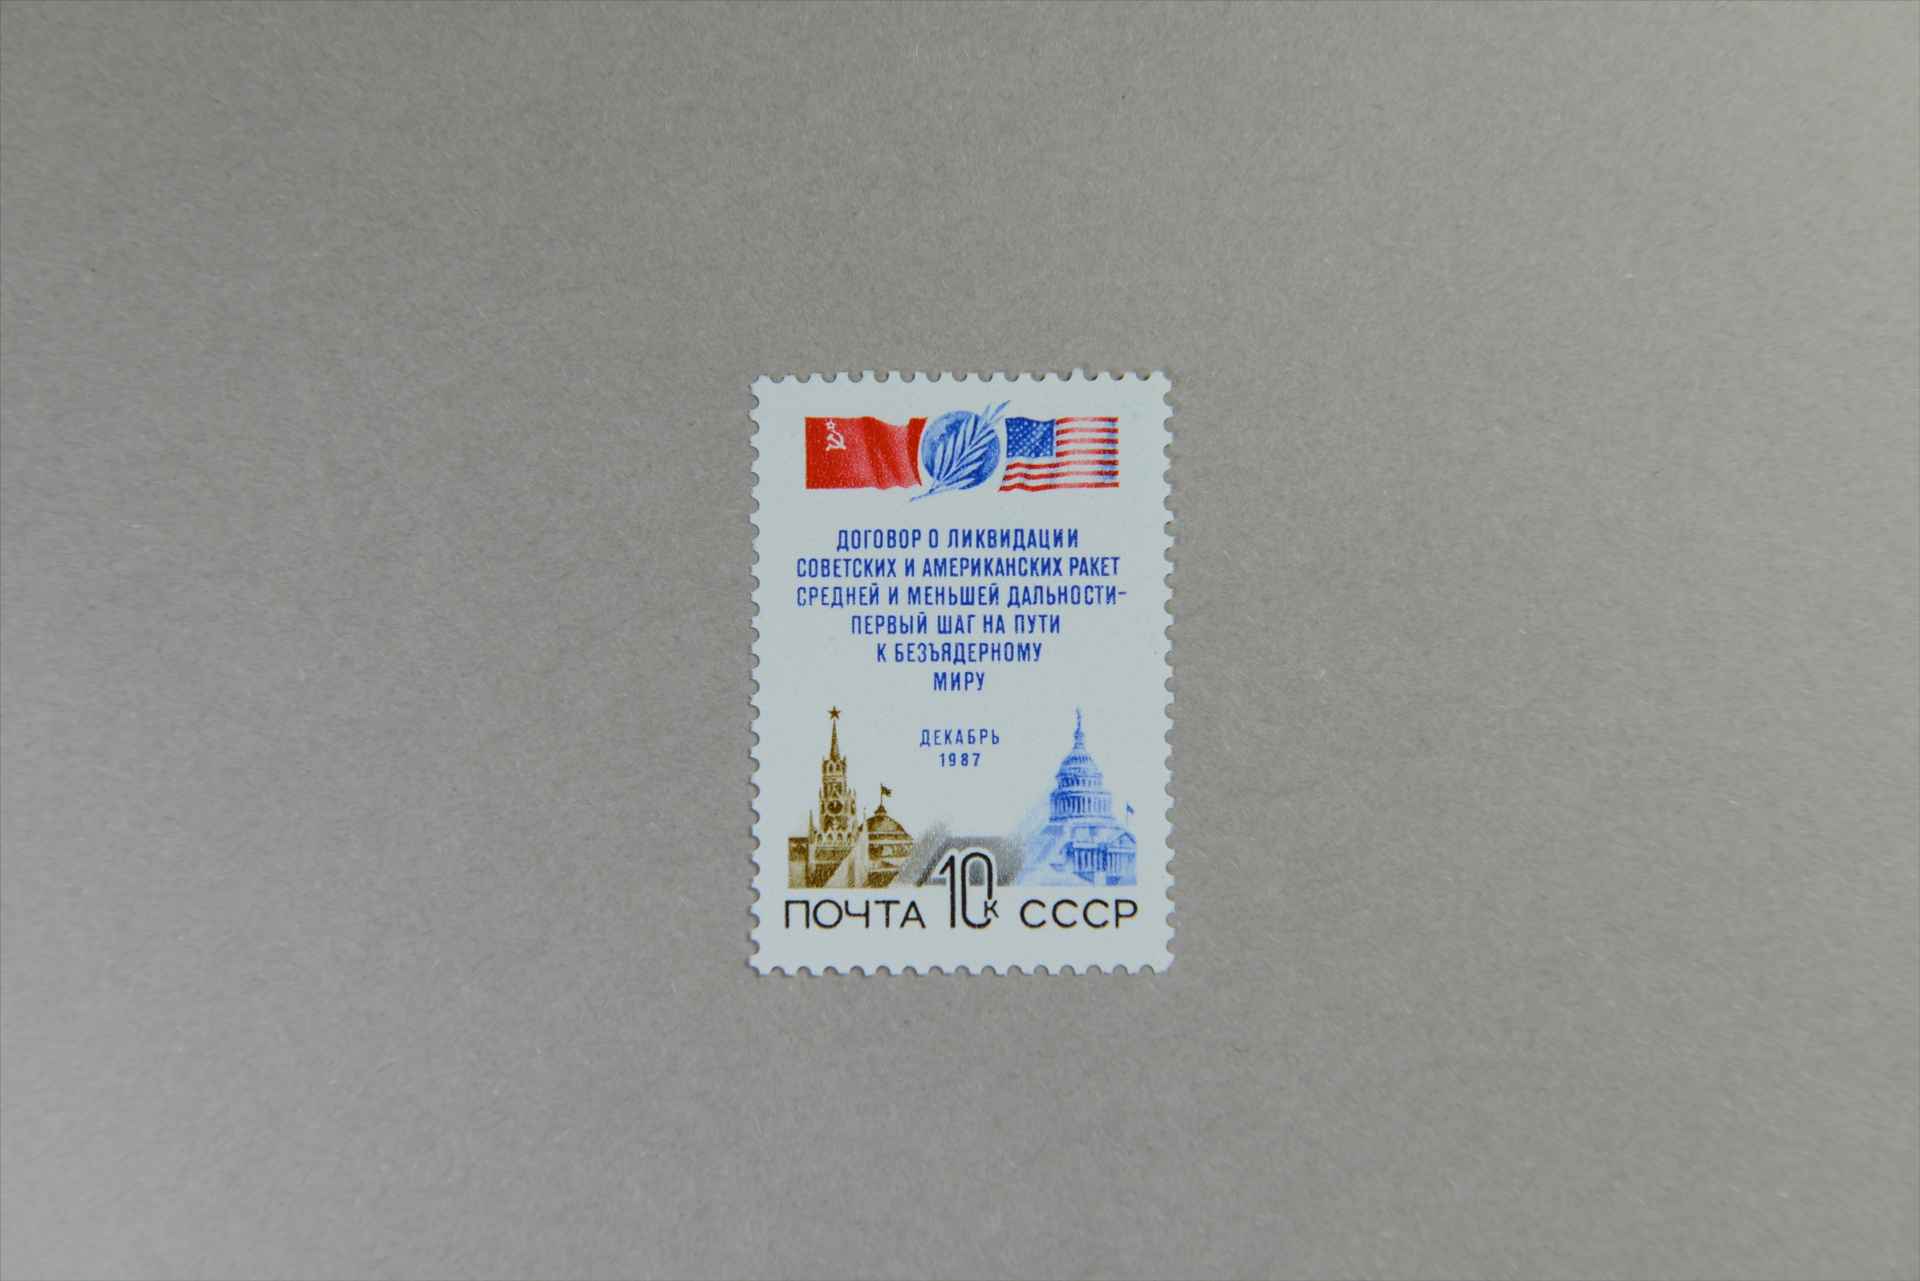 ДОГОВОР О ЛИКВИДАЦИИ
СОВЕТСКИХ И АМЕРИКАНСКИХ РАКЕТ
СРЕДНЕЙ И МЕНЬШЕЙ ДАЛЬНОСТИ–
ПЕРВЫЙ ШАГ НА ПУТИ
К БЕЗЪЯДЕРНОМУ
МИРУ
ДЕКАБРЬ
1987
ПОЧТА 10К СССР